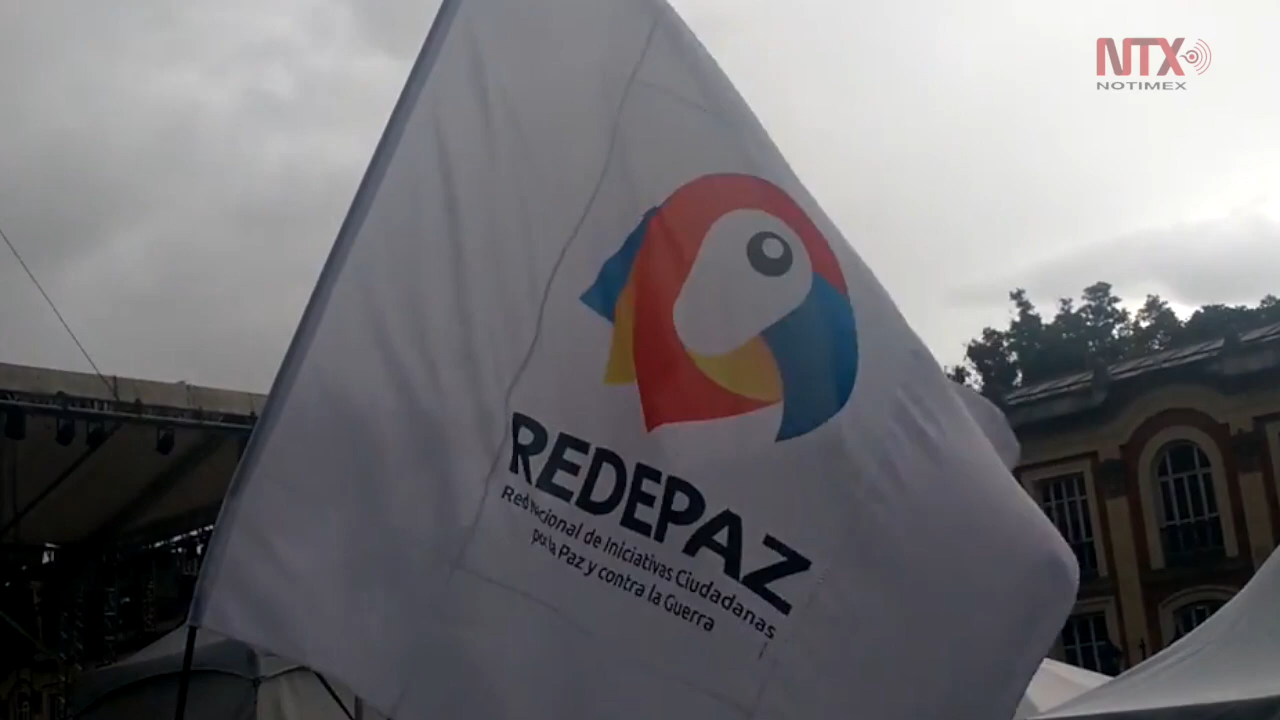 NTX
NOTIMEX
REDEPAZ
Red Nacional de Iniciativas Ciudadanas
por la Paz y contra la Guerra